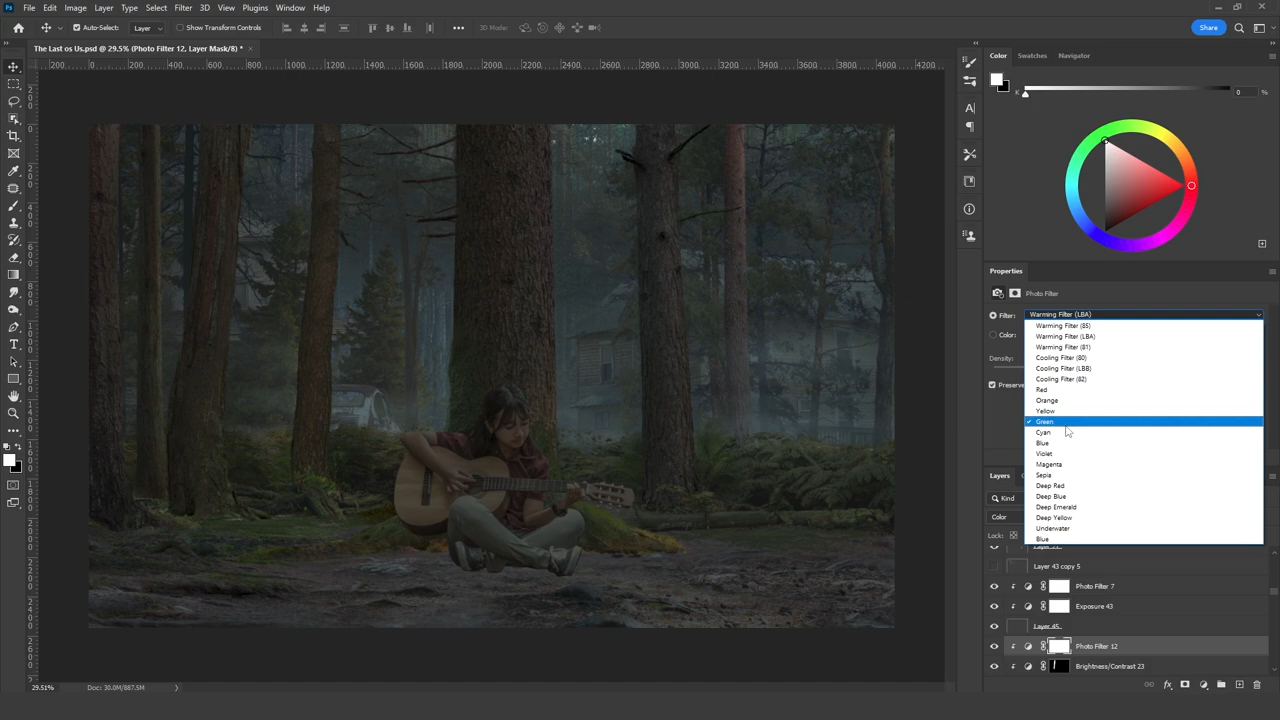 Ps File Edit Image Layer Type Select Filter 3D View Plugins Window Help
Auto-Select: Layer Show Transform Controls 3D Mode: Share
The Last os Us.psd @ 29.5% (Photo Filter 12, Layer Mask/8) *
200 0 200 400 600 800 1000 1200 1400 1600 1800 2000 2200 2400 2600 2800 3000 3200 3400 3600 3800 4000 4200
Color Swatches Navigator
K 0 %
Properties
Photo Filter
Filter: Warming Filter (LBA)
Color:
Density:
Preserve
Warming Filter (85)
Warming Filter (LBA)
Warming Filter (81)
Cooling Filter (80)
Cooling Filter (LBB)
Cooling Filter (82)
Red
Orange
Yellow
Green
Cyan
Blue
Violet
Magenta
Sepia
Deep Red
Deep Blue
Deep Emerald
Deep Yellow
Underwater
Blue
Layers
Kind
Color
Lock:
Layer 43 copy 5
Photo Filter 7
Exposure 43
Layer 45
Photo Filter 12
Brightness/Contrast 23
fx
29.51% Doc: 30.0M/887.5M